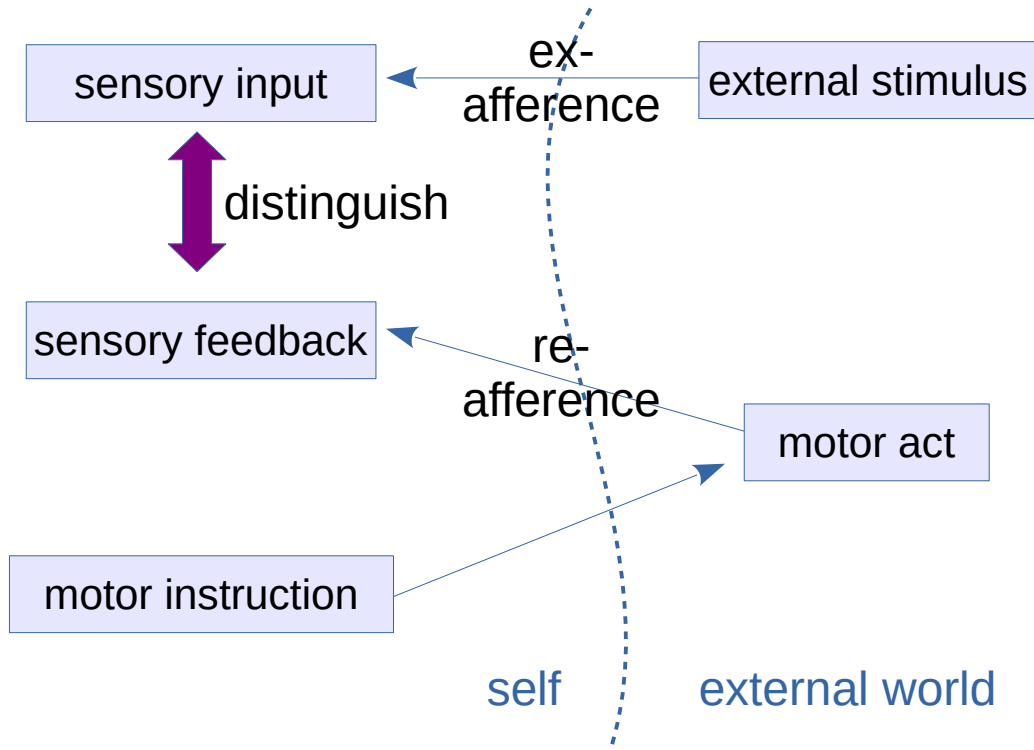 sensory input
ex-
afference
external stimulus
distinguish
sensory feedback
re-
afference
motor act
motor instruction
self
external world